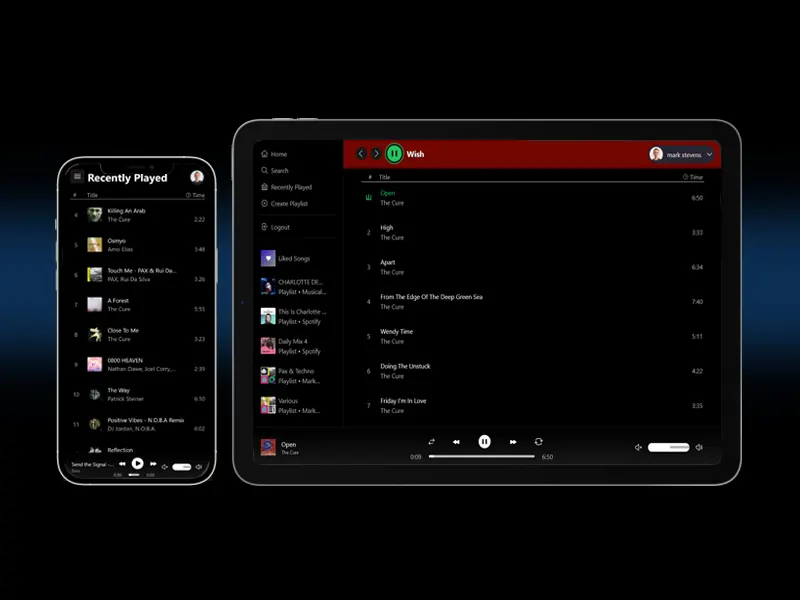 Recently Played
# Title Time
4 Killing An Arab
The Cure 2:22
5 Osmyo
Arno Dias 3:48
6 Touch Me - PAX & Rui Da...
PAX, Rui Da Silva 3:26
7 A Forest
The Cure 5:55
8 Close To Me
The Cure 3:23
9 0800 HEAVEN
Nathan Dawe, Joel Corry,... 2:39
10 The Way
Patrick Steiner 6:30
11 Positive Vibes - N.O.B.A Remix
DJ Jordan, N.O.B.A. 6:02
Reflection
Send the Signal -...
0:00
Home
Search
Recently Played
Create Playlist
Logout
Liked Songs
CHARLOTTE DE...
Playlist • Musical...
This Is Charlotte ...
Playlist • Spotify
Daily Mix 4
Playlist • Spotify
Pax & Techno
Playlist • Mark...
Various
Playlist • Mark...
Wish
mark stevens
# Title Time
Open
The Cure 6:50
2 High
The Cure 3:33
3 Apart
The Cure 6:34
4 From The Edge Of The Deep Green Sea
The Cure 7:40
5 Wendy Time
The Cure 5:11
6 Doing The Unstuck
The Cure 4:22
7 Friday I'm In Love
The Cure 3:35
Open
The Cure
0:09 6:50